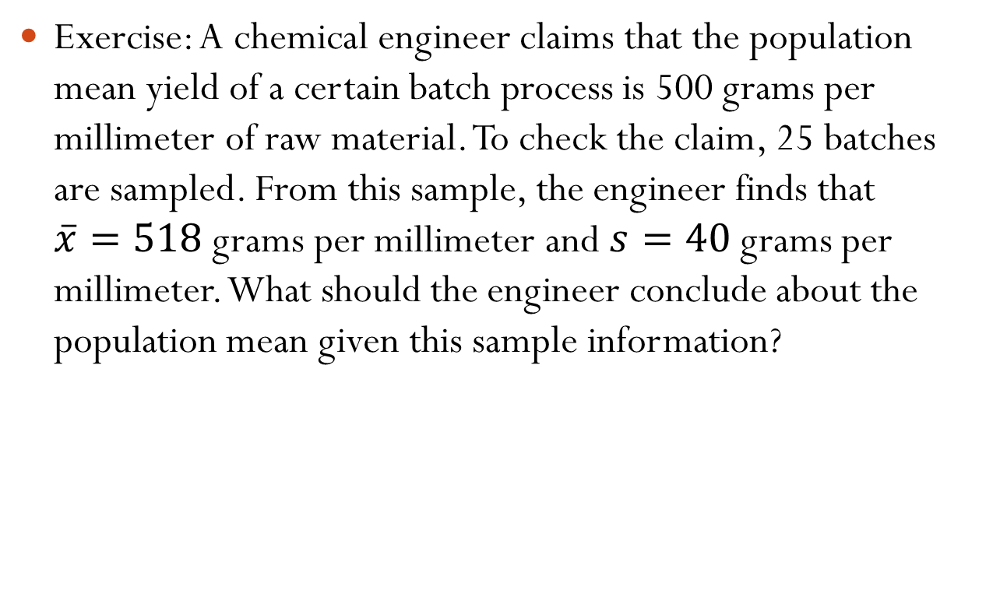 • Exercise: A chemical engineer claims that the population
mean yield of a certain batch process is 500 grams per
millimeter of raw material. To check the claim, 25 batches
are sampled. From this sample, the engineer finds that
x̄ = 518 grams per millimeter and s = 40 grams per
millimeter. What should the engineer conclude about the
population mean given this sample information?